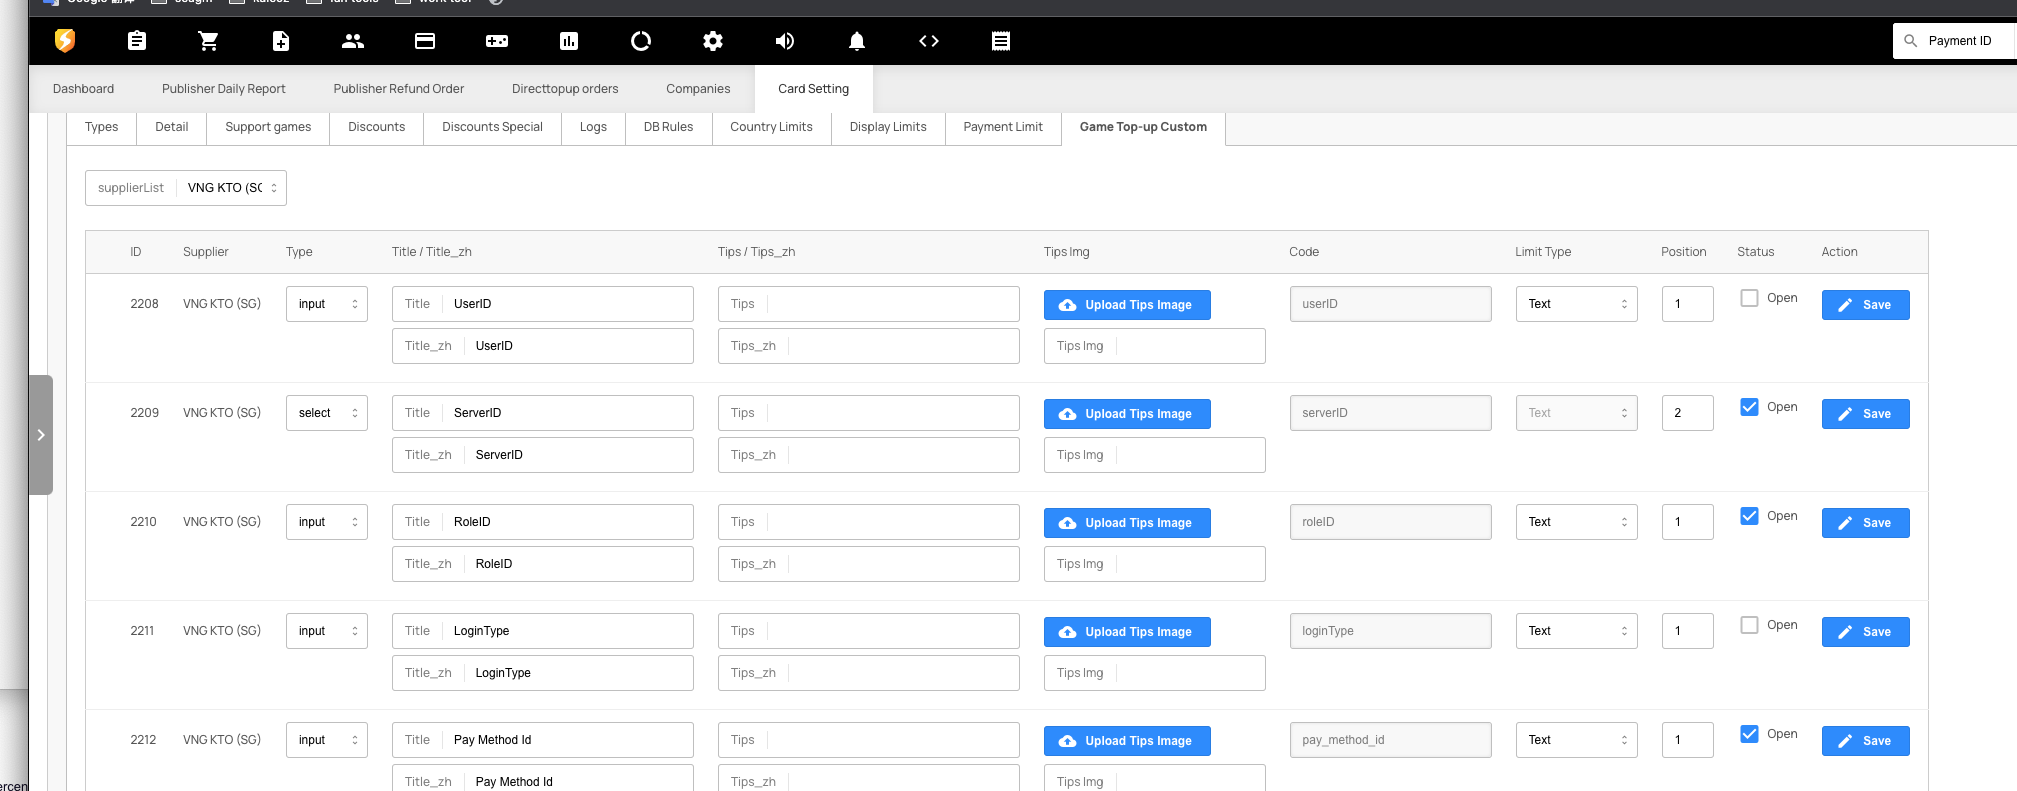 Payment ID
Dashboard Publisher Daily Report Publisher Refund Order Directtopup orders Companies Card Setting
Types Detail Support games Discounts Discounts Special Logs DB Rules Country Limits Display Limits Payment Limit Game Top-up Custom
supplierList VNG KTO (SG
ID Supplier Type Title / Title_zh Tips / Tips_zh Tips Img Code Limit Type Position Status Action
2208 VNG KTO (SG) input Title UserID Tips Upload Tips Image userID Text 1 Open Save
Title_zh UserID Tips_zh Tips Img
2209 VNG KTO (SG) select Title ServerID Tips Upload Tips Image serverID Text 2 Open Save
Title_zh ServerID Tips_zh Tips Img
2210 VNG KTO (SG) input Title RoleID Tips Upload Tips Image roleID Text 1 Open Save
Title_zh RoleID Tips_zh Tips Img
2211 VNG KTO (SG) input Title LoginType Tips Upload Tips Image loginType Text 1 Open Save
Title_zh LoginType Tips_zh Tips Img
2212 VNG KTO (SG) input Title Pay Method Id Tips Upload Tips Image pay_method_id Text 1 Open Save
Title_zh Pay Method Id Tips_zh Tips Img
ercen